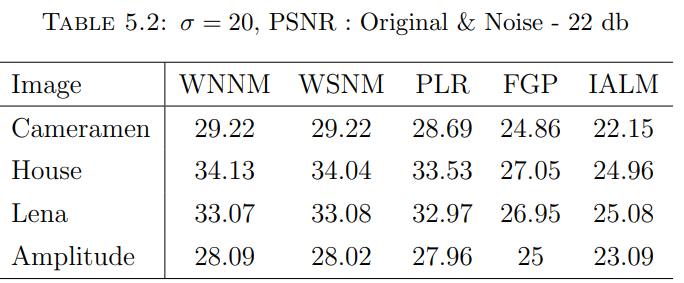 TABLE 5.2: σ = 20, PSNR : Original & Noise - 22 db
Image WNNM WSNM PLR FGP IALM
Cameramen 29.22 29.22 28.69 24.86 22.15
House 34.13 34.04 33.53 27.05 24.96
Lena 33.07 33.08 32.97 26.95 25.08
Amplitude 28.09 28.02 27.96 25 23.09